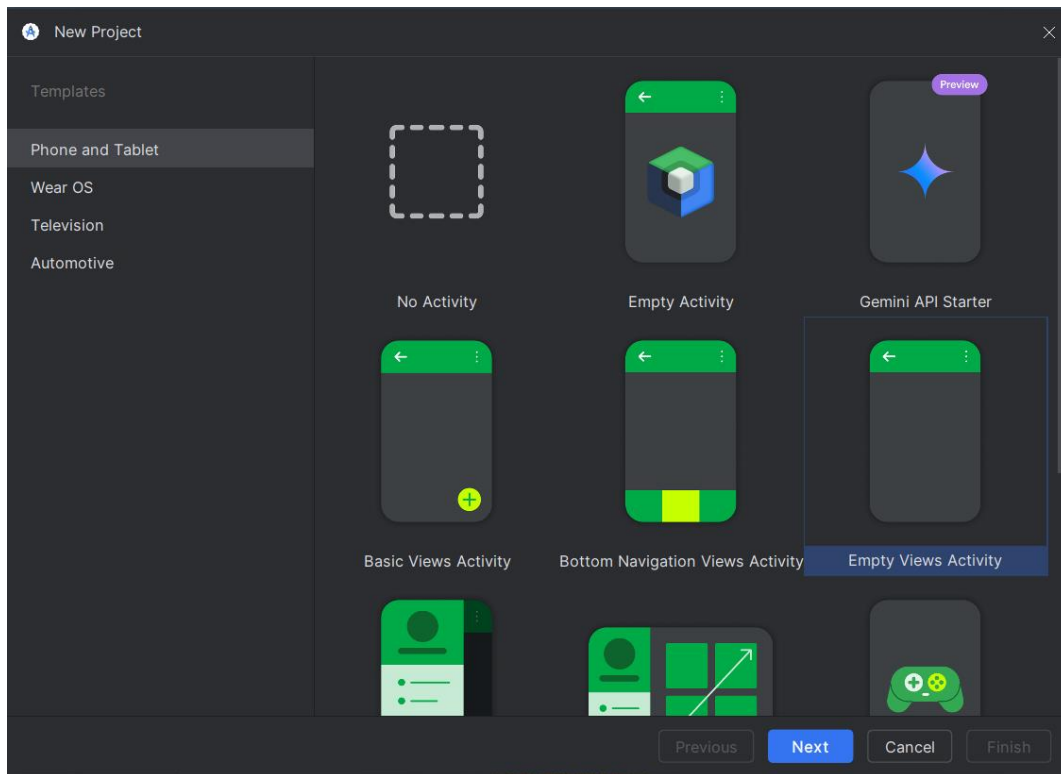 New Project
Templates
Phone and Tablet
Wear OS
Television
Automotive
Preview
No Activity
Empty Activity
Gemini API Starter
Basic Views Activity
Bottom Navigation Views Activity
Empty Views Activity
Previous
Next
Cancel
Finish